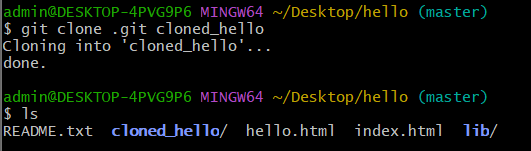 admin@DESKTOP-4PVG9P6 MINGW64 ~/Desktop/hello (master)
$ git clone .git cloned_hello
Cloning into 'cloned_hello'...
done.
admin@DESKTOP-4PVG9P6 MINGW64 ~/Desktop/hello (master)
$ ls
README.txt  cloned_hello/  hello.html  index.html  lib/